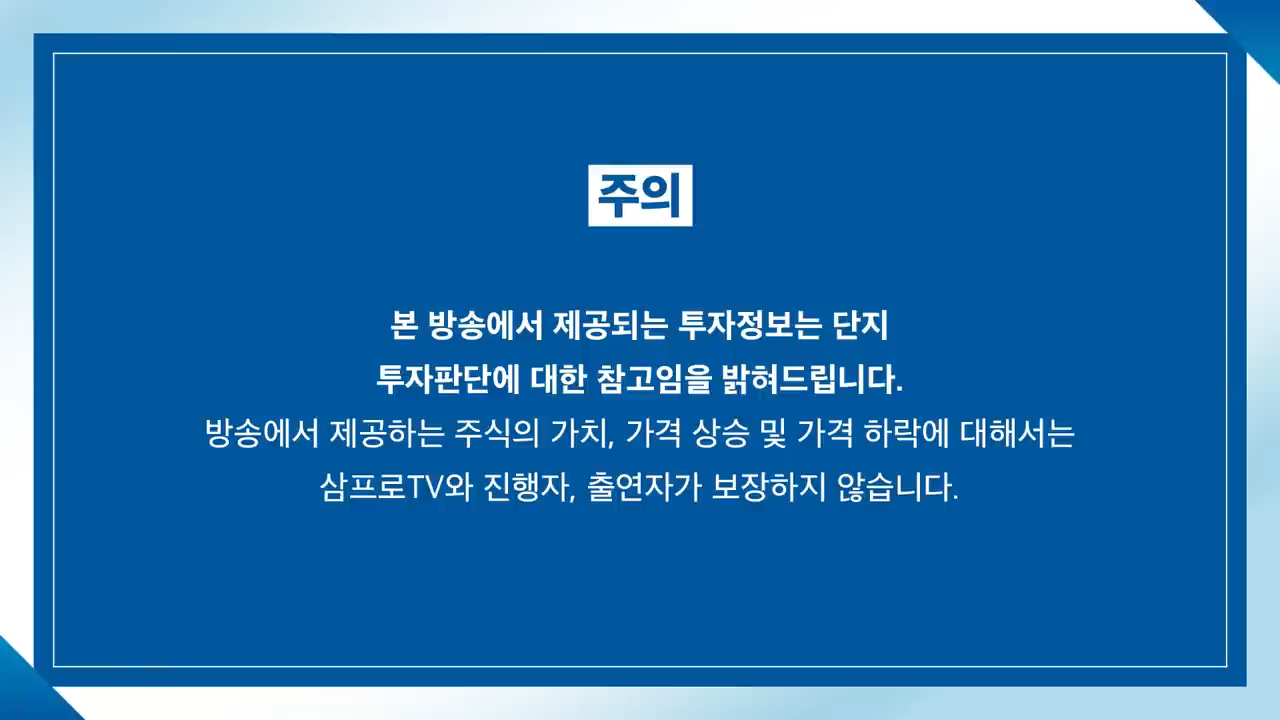 주의
본 방송에서 제공되는 투자정보는 단지
투자판단에 대한 참고임을 밝혀드립니다.
방송에서 제공하는 주식의 가치, 가격 상승 및 가격 하락에 대해서는
삼프로TV와 진행자, 출연자가 보장하지 않습니다.